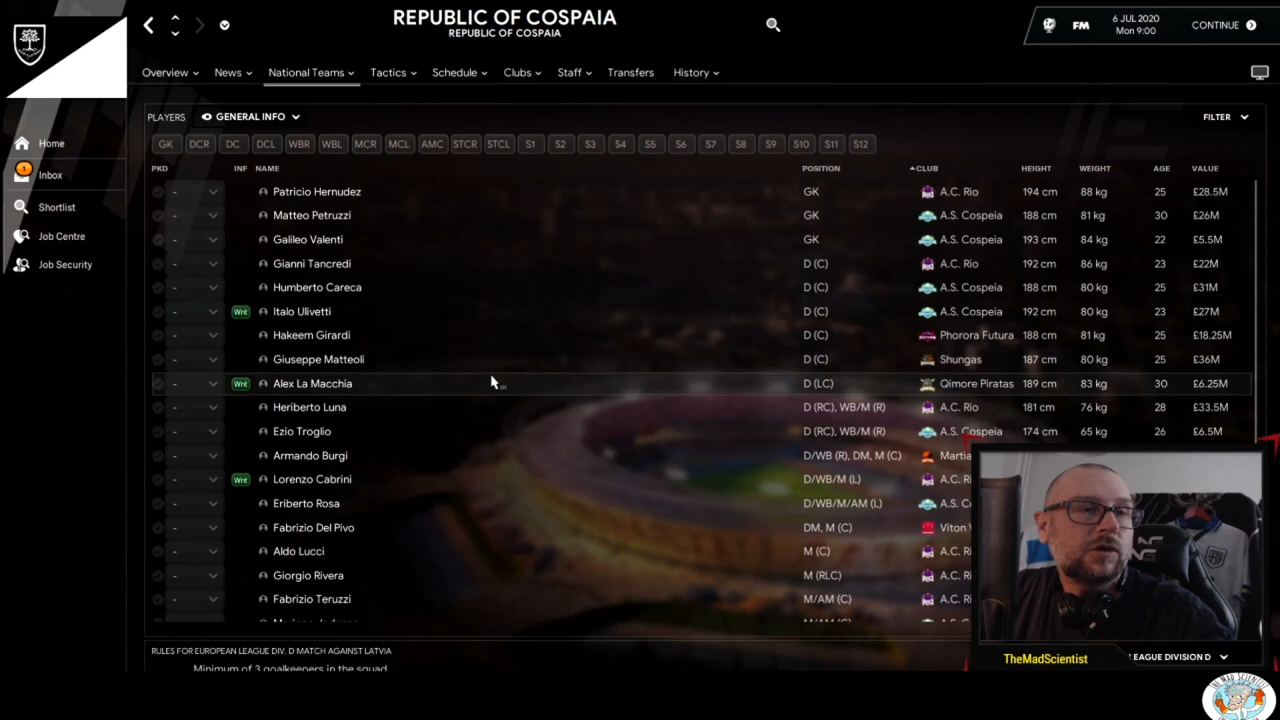 REPUBLIC OF COSPAIA
REPUBLIC OF COSPAIA
FM
6 JUL 2020
Mon 9:00
CONTINUE
Overview
News
National Teams
Tactics
Schedule
Clubs
Staff
Transfers
History
Home
1
Inbox
Shortlist
Job Centre
Job Security
PLAYERS
GENERAL INFO
FILTER
GK DCR DC DCL WBR WBL MCR MCL AMC STCR STCL S1 S2 S3 S4 S5 S6 S7 S8 S9 S10 S11 S12
PKD INF NAME POSITION CLUB HEIGHT WEIGHT AGE VALUE
- Patricio Hernudez GK A.C. Rio 194 cm 88 kg 25 £28.5M
- Matteo Petruzzi GK A.S. Cospeia 188 cm 81 kg 30 £26M
- Galileo Valenti GK A.S. Cospeia 193 cm 84 kg 22 £5.5M
- Gianni Tancredi D (C) A.C. Rio 192 cm 86 kg 23 £22M
- Humberto Careca D (C) A.S. Cospeia 188 cm 80 kg 25 £31M
- Wnt Italo Ulivetti D (C) A.S. Cospeia 192 cm 80 kg 23 £27M
- Hakeem Girardi D (C) Phorora Futura 188 cm 81 kg 25 £18.25M
- Giuseppe Matteoli D (C) Shungas 187 cm 80 kg 25 £36M
- Wnt Alex La Macchia D (LC) Qimore Piratas 189 cm 83 kg 30 £6.25M
- Heriberto Luna D (RC), WB/M (R) A.C. Rio 181 cm 76 kg 28 £33.5M
- Ezio Troglio D (RC), WB/M (R) A.S. Cospeia 174 cm 65 kg 26 £6.5M
- Armando Burgi D/WB (R), DM, M (C) Martia
- Wnt Lorenzo Cabrini D/WB/M (L) A.C. Ri
- Eriberto Rosa D/WB/M/AM (L) A.S. C
- Fabrizio Del Pivo DM, M (C) Viton
- Aldo Lucci M (C) A.C. R
- Giorgio Rivera M (RLC) A.C. Ri
- Fabrizio Teruzzi M/AM (C) A.C. Ri
RULES FOR EUROPEAN LEAGUE DIV. D MATCH AGAINST LATVIA
Minimum of 3 goalkeepers in the squad
TheMadScientist
LEAGUE DIVISION D